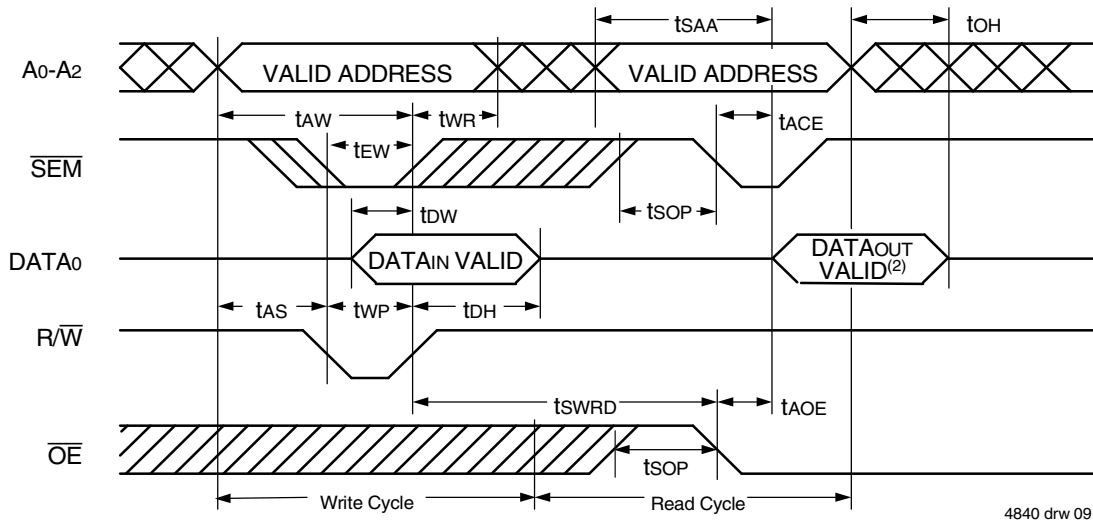 tSAA
tOH
A0-A2
VALID ADDRESS
VALID ADDRESS
tAW
tWR
tACE
tEW
SEM
tSOP
tDW
DATA0
DATAIN VALID
DATAOUT
VALID(2)
tAS
tWP
tDH
R/W
tSWRD
tAOE
OE
tSOP
Write Cycle
Read Cycle
4840 drw 09